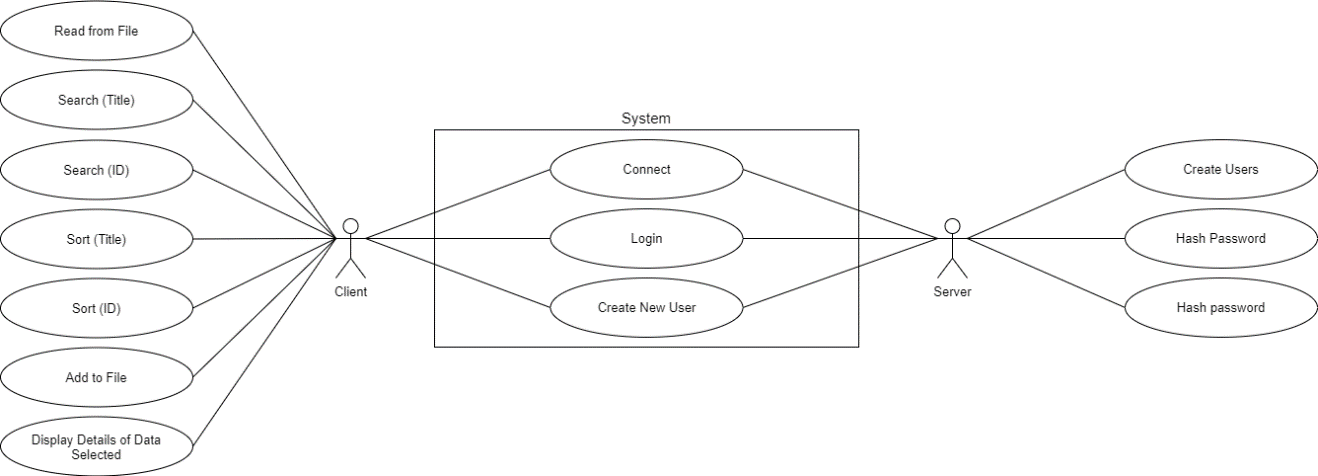 Read from File
Search (Title)
Search (ID)
Sort (Title)
Sort (ID)
Add to File
Display Details of Data
Selected
Client
System
Connect
Login
Create New User
Server
Create Users
Hash Password
Hash password